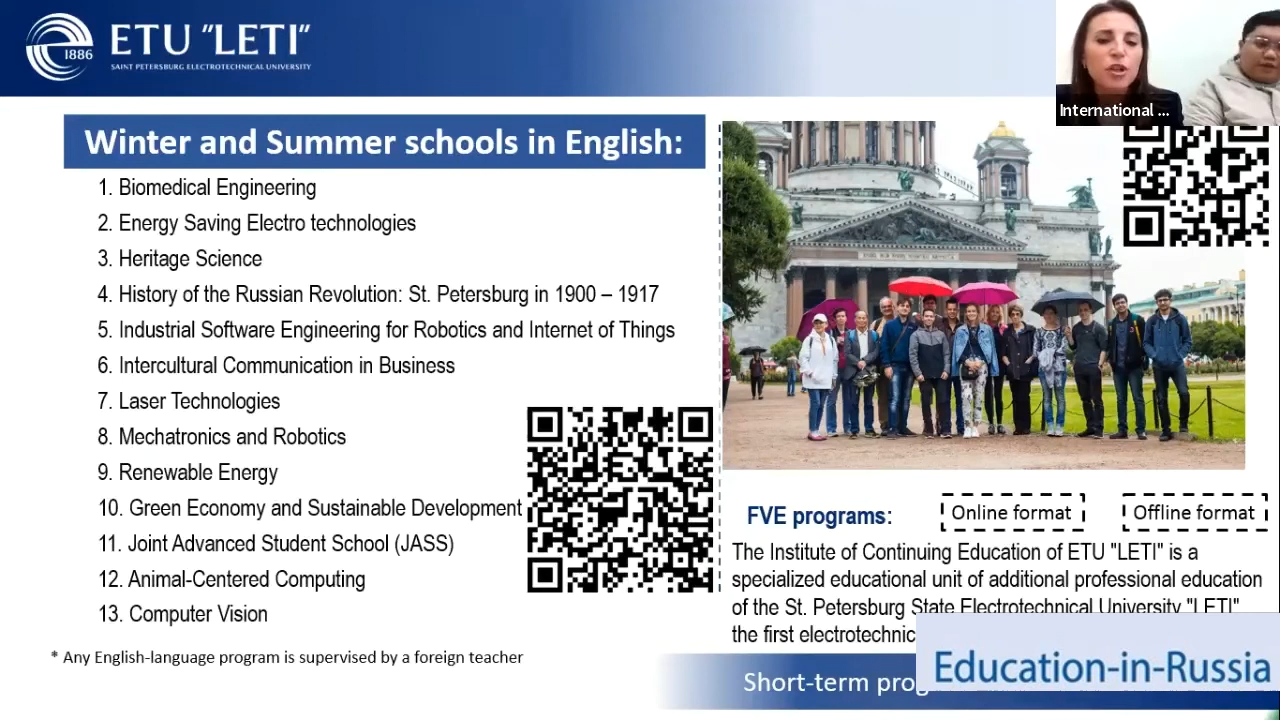 ETU "LETI"
1886
SAINT PETERSBURG ELECTROTECHNICAL UNIVERSITY
International ...
Winter and Summer schools in English:
1. Biomedical Engineering
2. Energy Saving Electro technologies
3. Heritage Science
4. History of the Russian Revolution: St. Petersburg in 1900 – 1917
5. Industrial Software Engineering for Robotics and Internet of Things
6. Intercultural Communication in Business
7. Laser Technologies
8. Mechatronics and Robotics
9. Renewable Energy
10. Green Economy and Sustainable Development
11. Joint Advanced Student School (JASS)
12. Animal-Centered Computing
13. Computer Vision
* Any English-language program is supervised by a foreign teacher
FVE programs:
Online format
Offline format
The Institute of Continuing Education of ETU "LETI" is a
specialized educational unit of additional professional education
of the St. Petersburg State Electrotechnical University "LETI"
the first electrotechnic
Short-term prog
Education-in-Russia